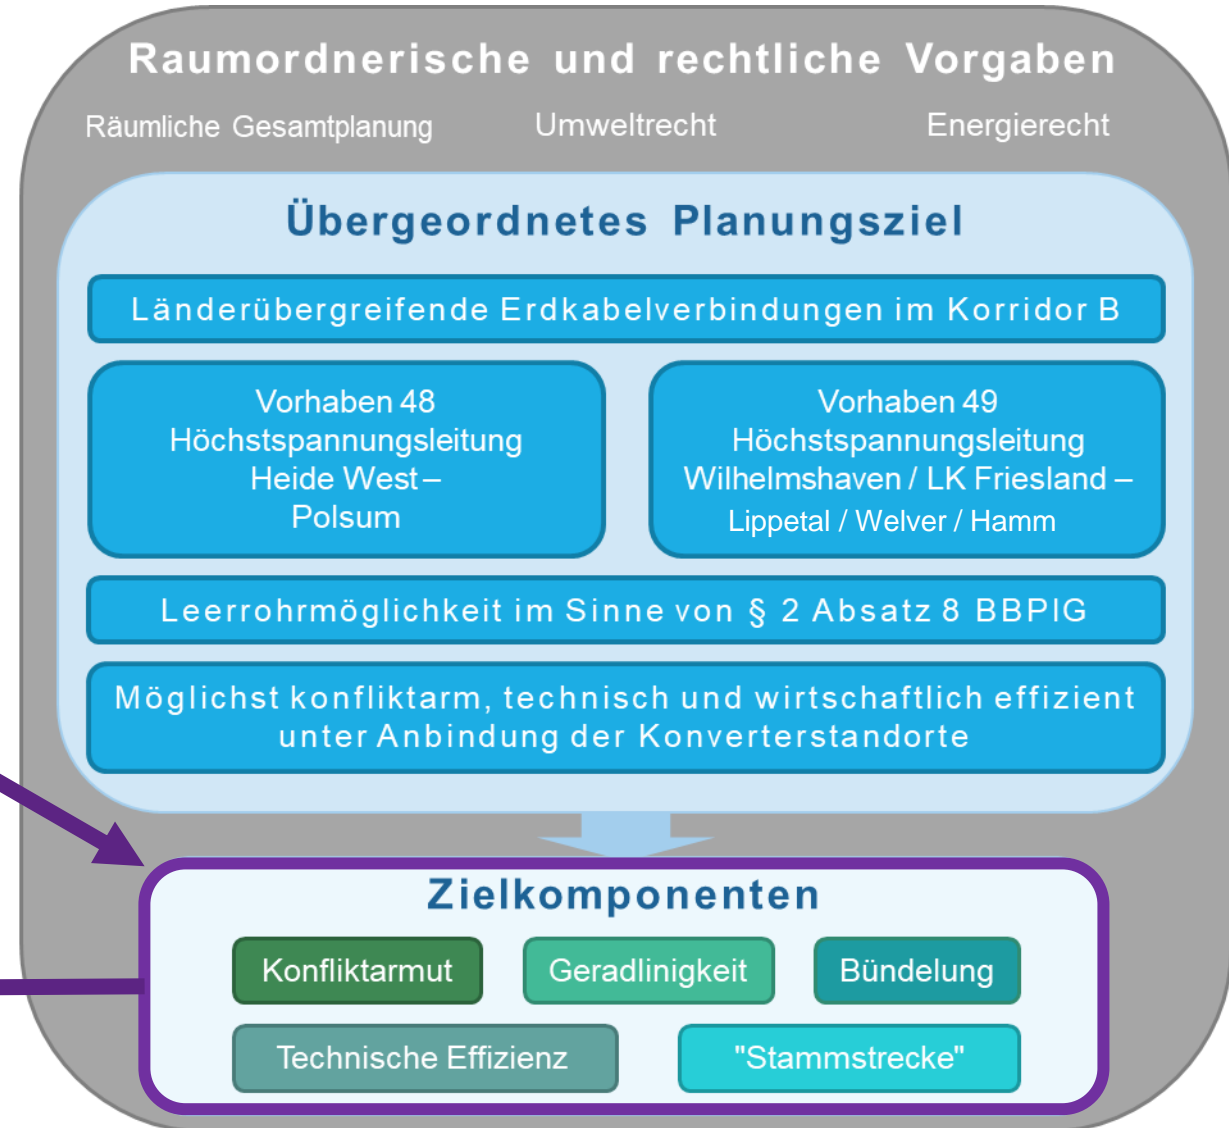 Raumordnerische und rechtliche Vorgaben
Räumliche Gesamtplanung Umweltrecht Energierecht
Übergeordnetes Planungsziel
Länderübergreifende Erdkabelverbindungen im Korridor B
Vorhaben 48
Höchstspannungsleitung
Heide West –
Polsum
Vorhaben 49
Höchstspannungsleitung
Wilhelmshaven / LK Friesland –
Lippetal / Welver / Hamm
Leerrohrmöglichkeit im Sinne von § 2 Absatz 8 BBPlG
Möglichst konfliktarm, technisch und wirtschaftlich effizient
unter Anbindung der Konverterstandorte
Zielkomponenten
Konfliktarmut Geradlinigkeit Bündelung
Technische Effizienz "Stammstrecke"